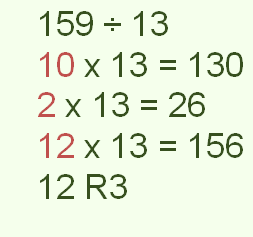 159 ÷ 13
10 x 13 = 130
2 x 13 = 26
12 x 13 = 156
12 R3